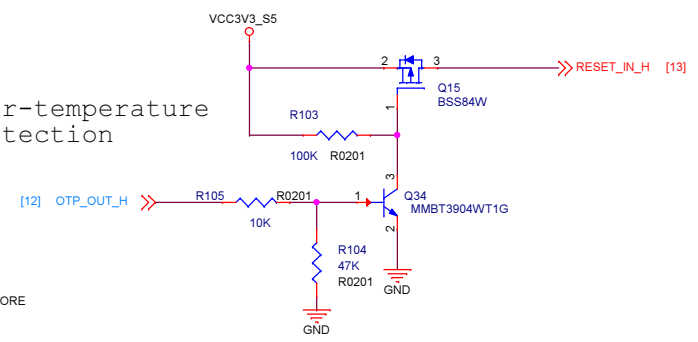 VCC3V3_S5
2
3
RESET_IN_H [13]
Q15
BSS84W
1
r-temperature
tection
R103
100K R0201
3
[12] OTP_OUT_H
R105
R0201
10K
1
Q34
MMBT3904WT1G
2
R104
47K
R0201
GND
ORE
GND